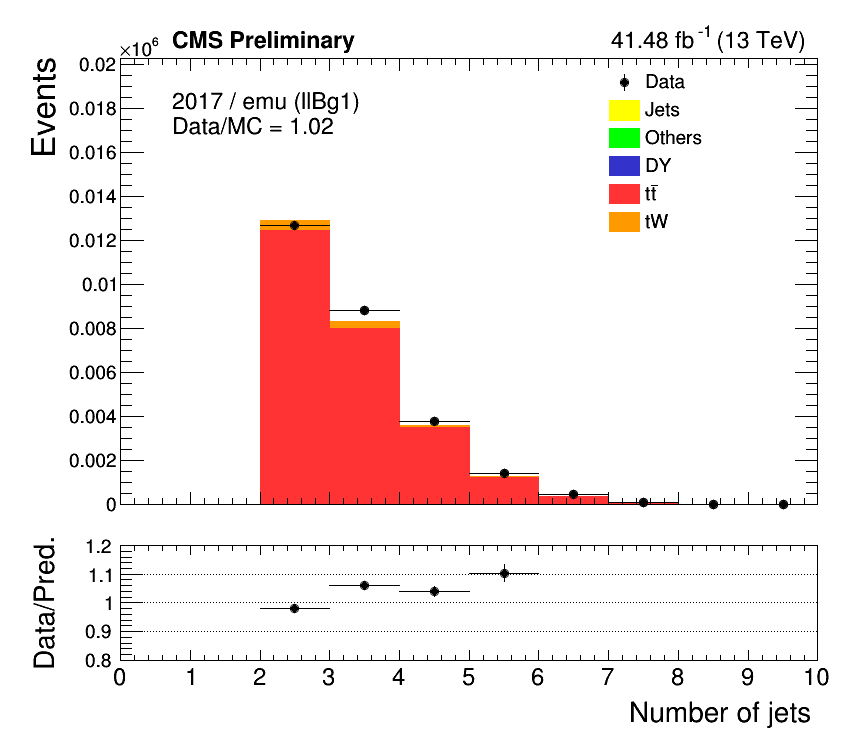 ×10⁶ CMS Preliminary 41.48 fb⁻¹ (13 TeV)
Events
0.02
0.018
0.016
0.014
0.012
0.01
0.008
0.006
0.004
0.002
0
2017 / emu (llBg1)
Data/MC = 1.02
Data
Jets
Others
DY
tt̄
tW
Data/Pred.
1.2
1.1
1
0.9
0.8
0 1 2 3 4 5 6 7 8 9 10
Number of jets